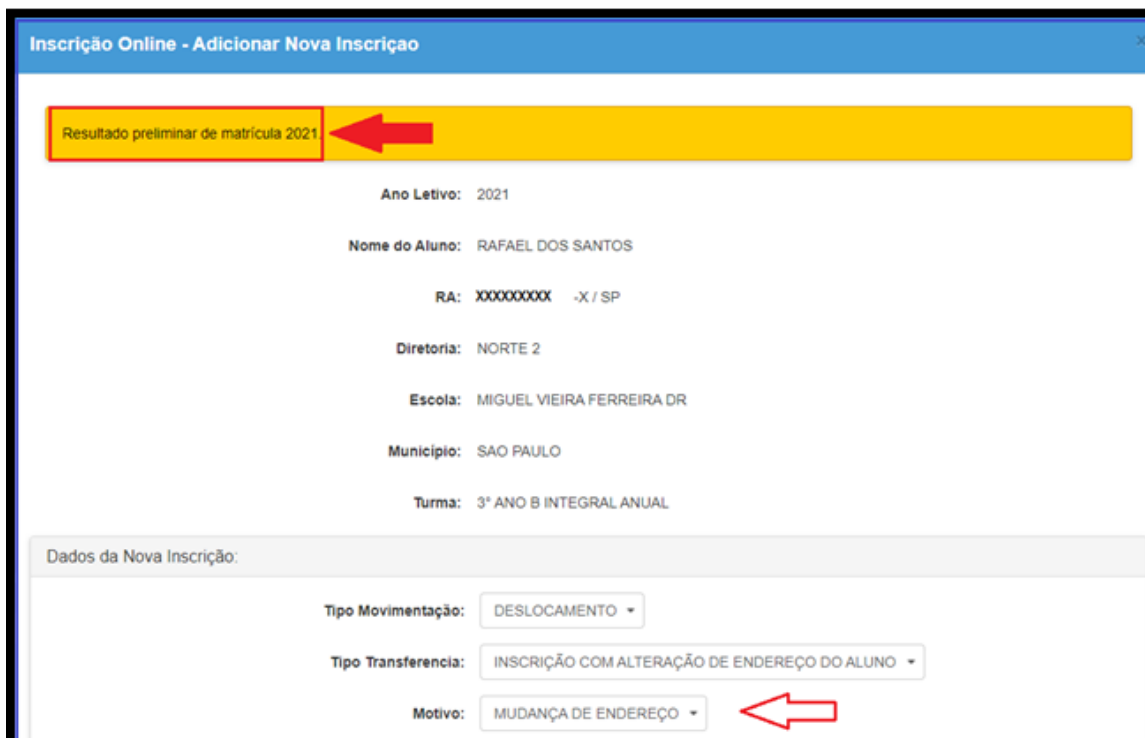 Inscrição Online - Adicionar Nova Inscriçao
×
Resultado preliminar de matrícula 2021.
Ano Letivo: 2021
Nome do Aluno: RAFAEL DOS SANTOS
RA: XXXXXXXXX -X / SP
Diretoria: NORTE 2
Escola: MIGUEL VIEIRA FERREIRA DR
Município: SAO PAULO
Turma: 3° ANO B INTEGRAL ANUAL
Dados da Nova Inscrição:
Tipo Movimentação: DESLOCAMENTO
Tipo Transferencia: INSCRIÇÃO COM ALTERAÇÃO DE ENDEREÇO DO ALUNO
Motivo: MUDANÇA DE ENDEREÇO